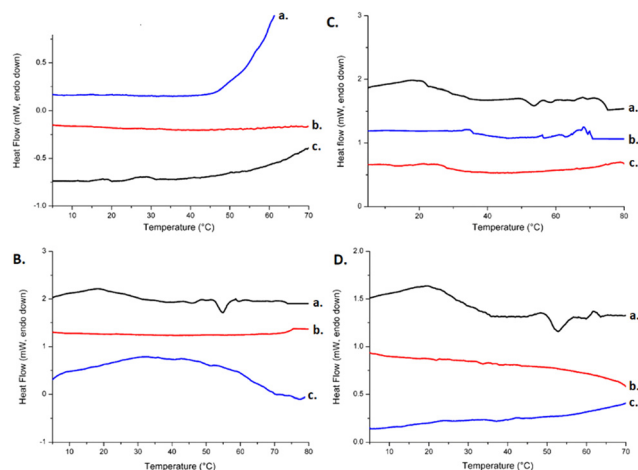 a.
0.5
0.0
b.
-0.5
c.
-1.0
10 20 30 40 50 60 70
Temperature (°C)
Heat Flow (mW, endo down)
C.
3
2
a.
1
b.
c.
0
20 40 60 80
Temperature (°C)
Heat flow (mW, endo down)
B.
3
2
a.
b.
1
0
c.
-1
10 20 30 40 50 60 70 80
Temperature (°C)
Heat Flow (mW, endo down)
D.
2.0
1.5
a.
1.0
b.
0.5
c.
0.0
10 20 30 40 50 60 70
Temperature (°C)
Heat Flow (mW, endo down)